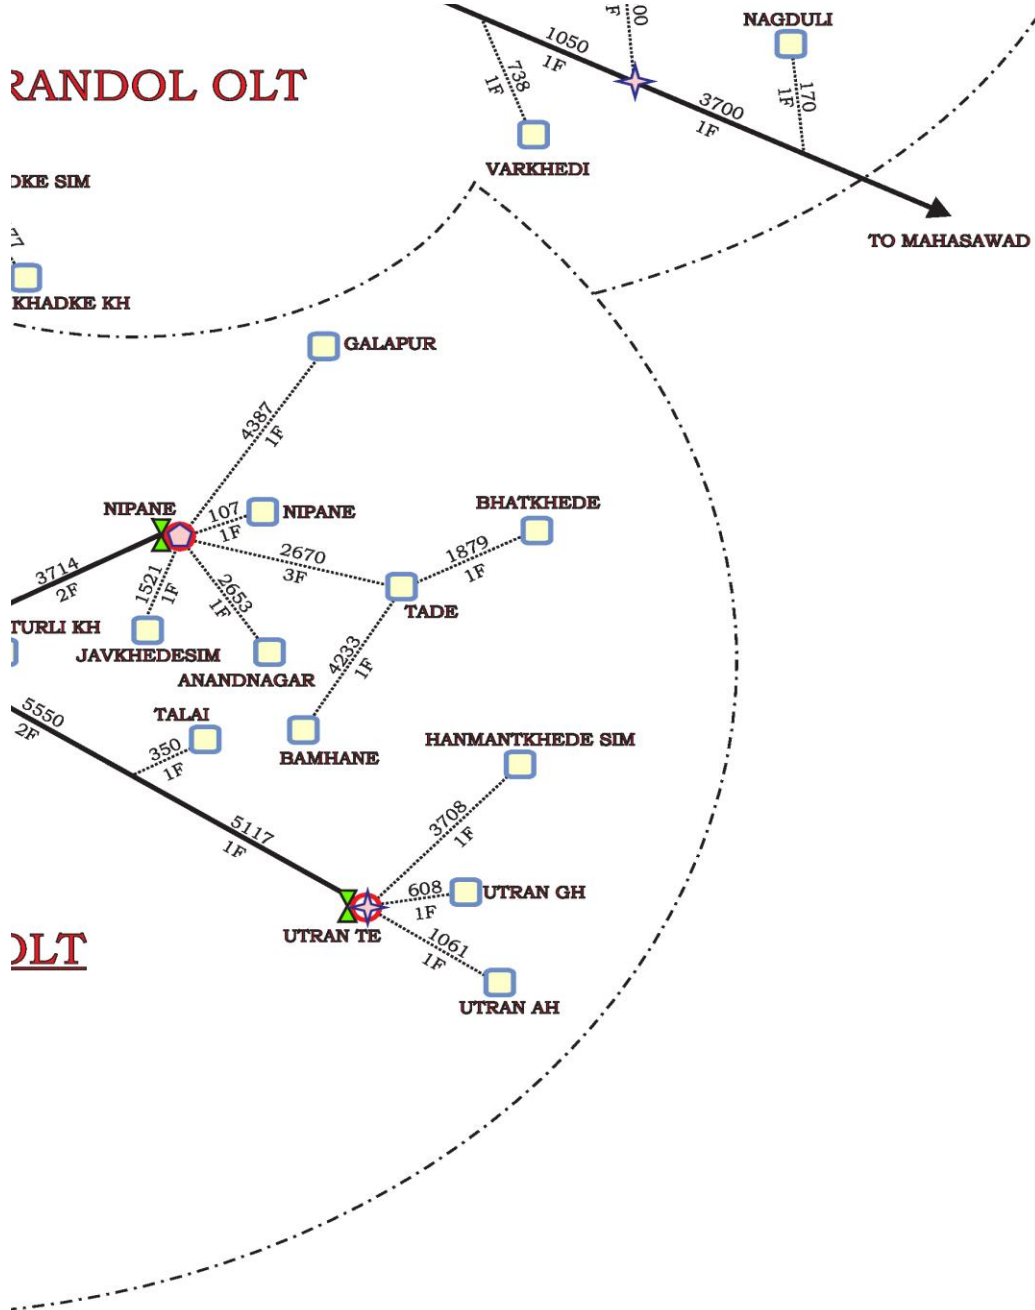 00
F
NAGDULI
1050
1F
738
1F
170
1F
RANDOL OLT
3700
1F
VARKHEDI
DKE SIM
TO MAHASAWAD
77
KHADKE KH
GALAPUR
4387
1F
NIPANE
107
1F
NIPANE
BHATKHEDE
2670
3F
1879
1F
3714
2F
1521
1F
2653
1F
TADE
TURLI KH
JAVKHEDESIM
ANANDNAGAR
4233
1F
5550
2F
TALAI
350
1F
BAMHANE
HANMANTKHEDE SIM
3708
1F
5117
1F
608
1F
UTRAN GH
UTRAN TE
1061
1F
OLT
UTRAN AH